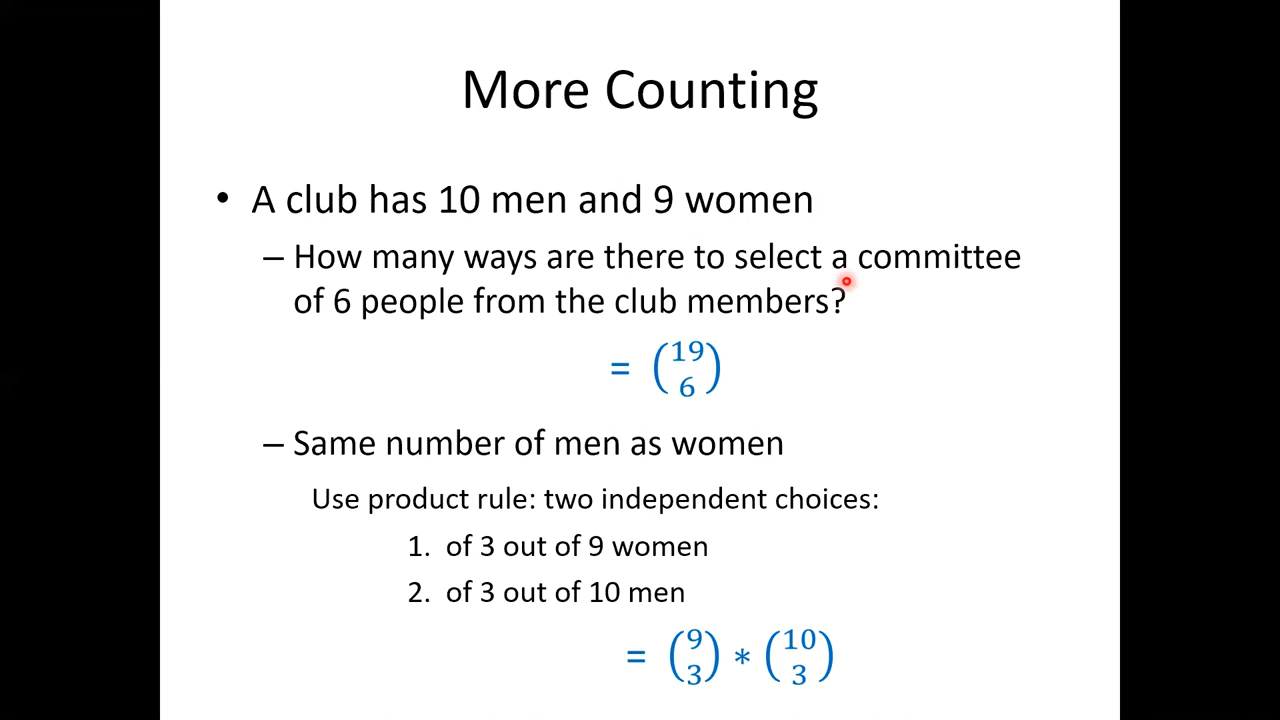 More Counting
• A club has 10 men and 9 women
– How many ways are there to select a committee
of 6 people from the club members?
= (19 6)
– Same number of men as women
Use product rule: two independent choices:
1. of 3 out of 9 women
2. of 3 out of 10 men
= (9 3) * (10 3)